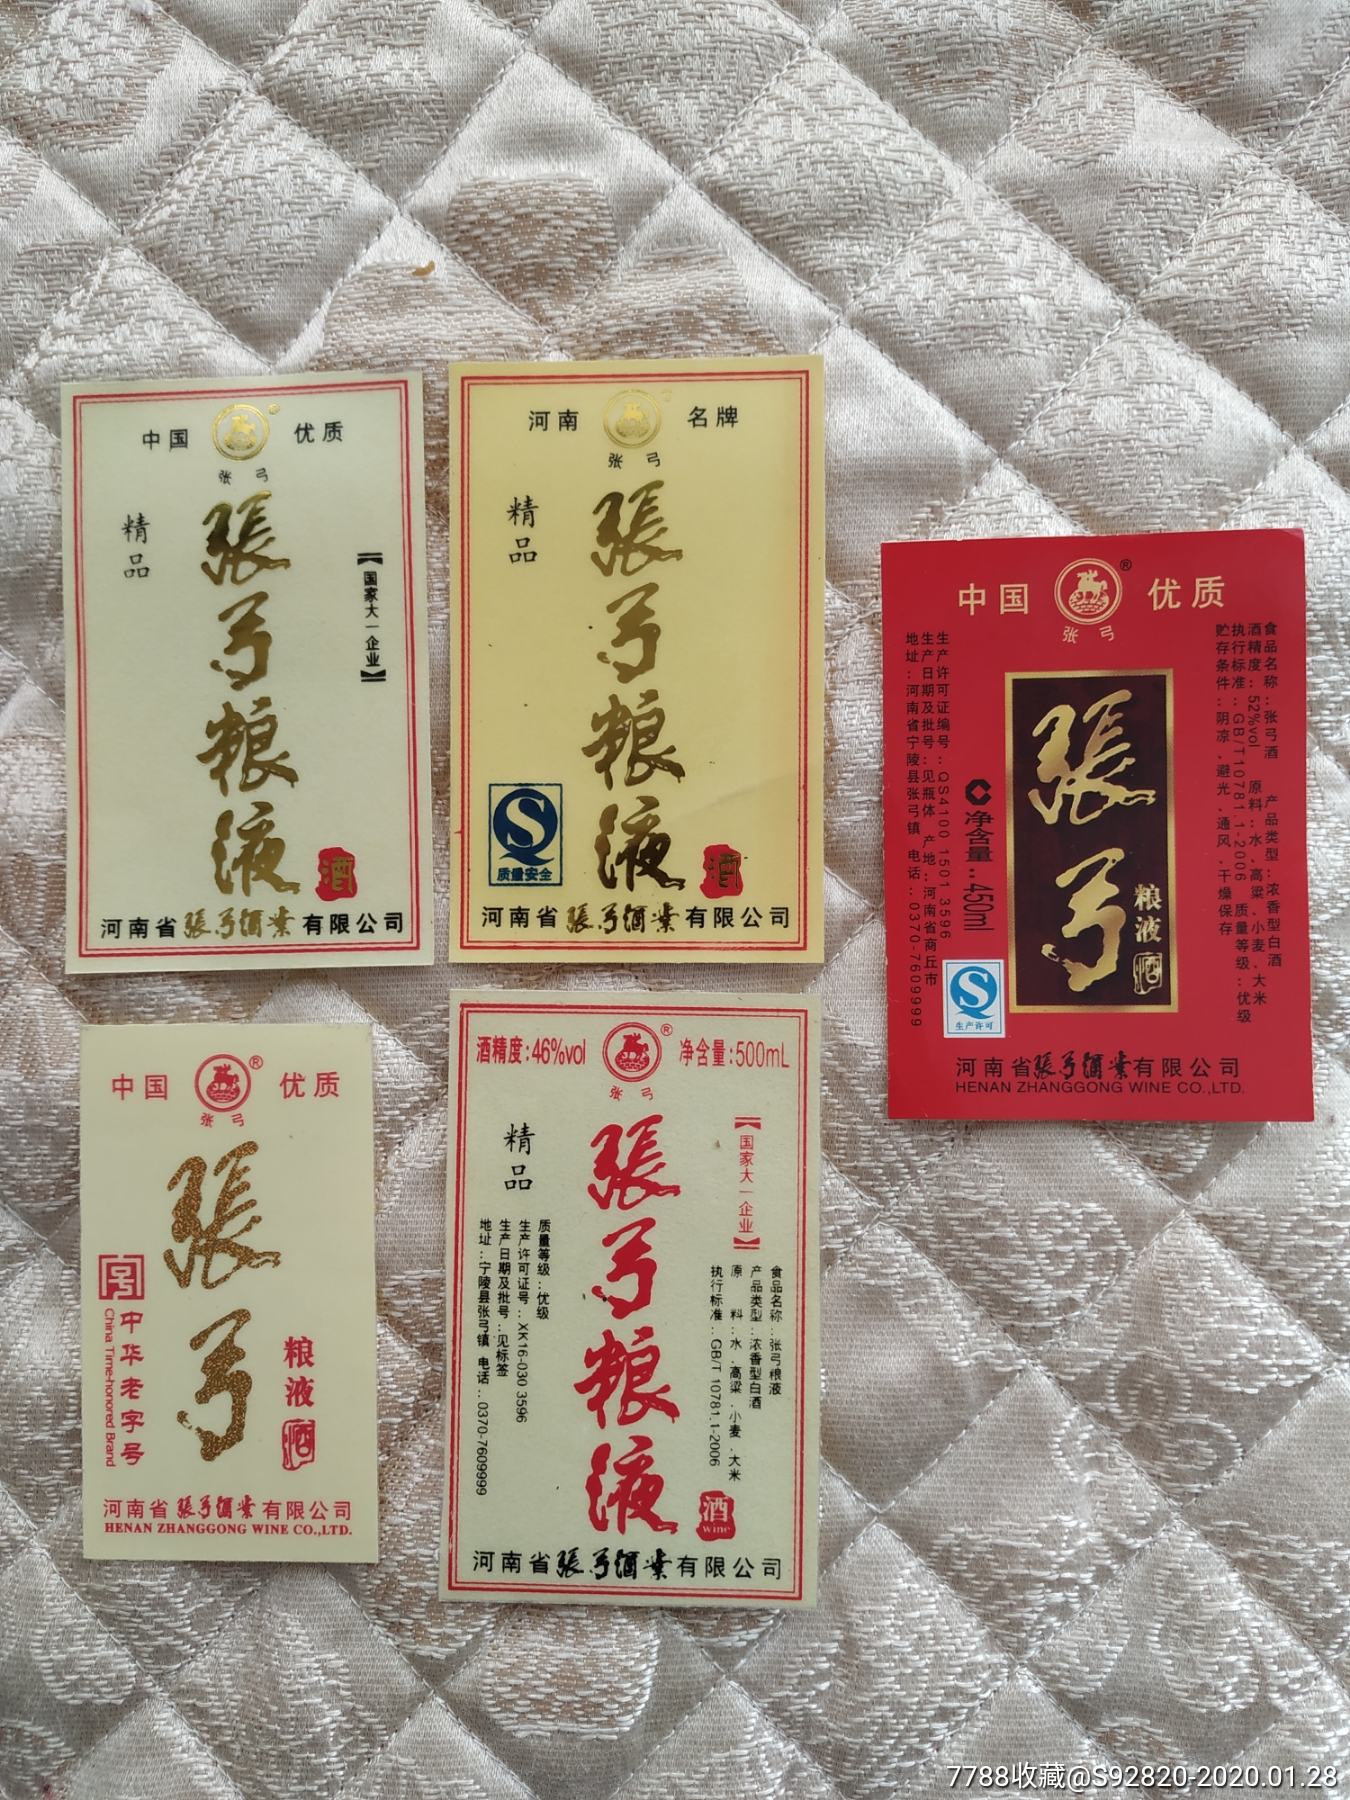 中国 优质
张弓
精品
張弓粮液
【国家大一企业】
酒
河南省張弓酒業有限公司
河南 名牌
张弓
精品
張弓粮液
质量安全
酒
河南省張弓酒業有限公司
中国 ® 优质
张弓
食品名称：张弓酒 产品类型：浓香型白酒
酒精度：52%vol 原料：水、高粱、小麦、大米
执行标准：GB/T10781.1-2006 质量等级：优级
贮存条件：阴凉、避光、通风、干燥保存
張弓
粮液
酒
净含量：450ml
生产许可证编号：QS4100 1501 3596
生产日期及批号：见瓶体 产地：河南省商丘市
地址：河南省宁陵县张弓镇 电话：0370-7609999
生产许可
河南省張弓酒業有限公司
HENAN ZHANGGONG WINE CO.,LTD.
中国 ® 优质
张弓
張弓
粮液
酒
中华老字号
China Time-honored Brand
河南省張弓酒業有限公司
HENAN ZHANGGONG WINE CO.,LTD.
酒精度:46%vol ® 净含量:500mL
张弓
精品
張弓粮液
【国家大一企业】
食品名称：张弓粮液
产品类型：浓香型白酒
原 料：水、高粱、小麦、大米
执行标准：GB/T 10781.1-2006
质量等级：优级
生产许可证号：XK16-030 3596
生产日期及批号：见标签
地址：宁陵县张弓镇 电话：0370-7609999
酒
wine
河南省張弓酒業有限公司
7788收藏@S92820-2020.01.28